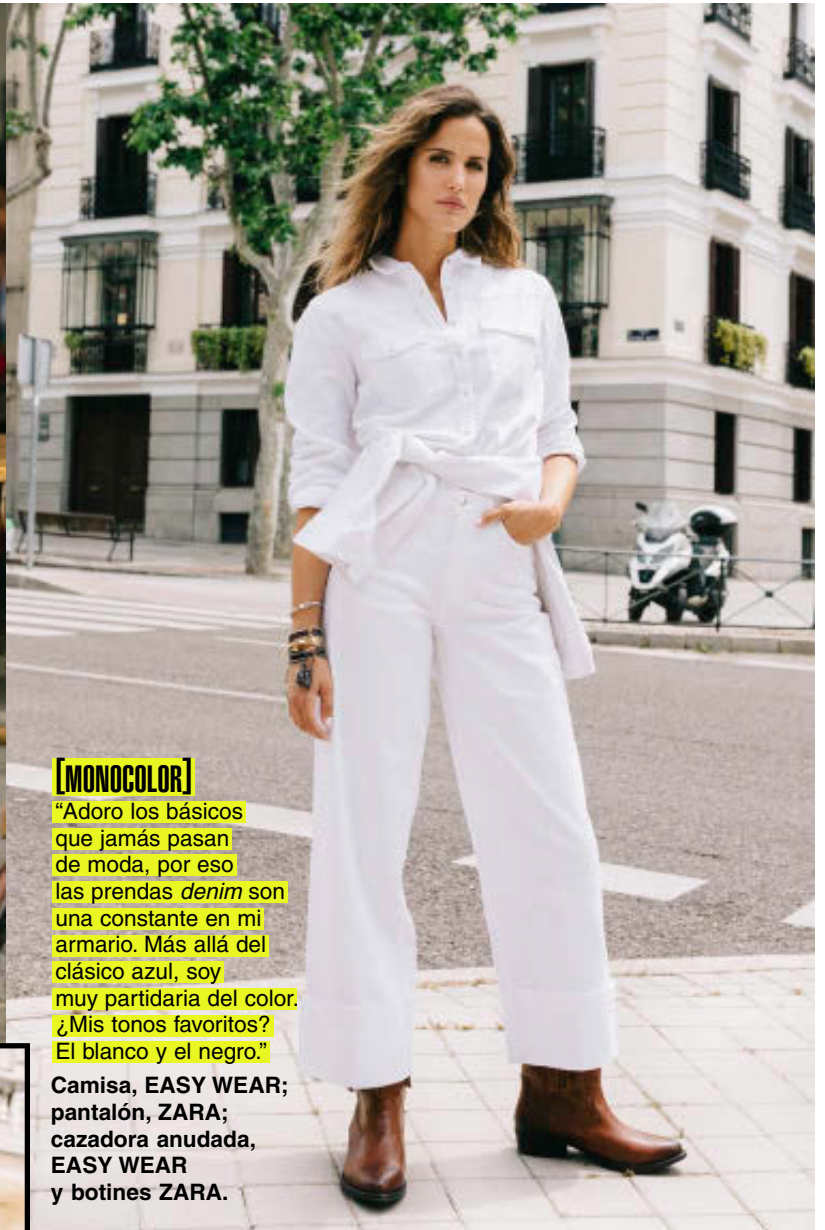 [MONOCOLOR]
“Adoro los básicos
que jamás pasan
de moda, por eso
las prendas denim son
una constante en mi
armario. Más allá del
clásico azul, soy
muy partidaria del color.
¿Mis tonos favoritos?
El blanco y el negro.”
Camisa, EASY WEAR;
pantalón, ZARA;
cazadora anudada,
EASY WEAR
y botines ZARA.